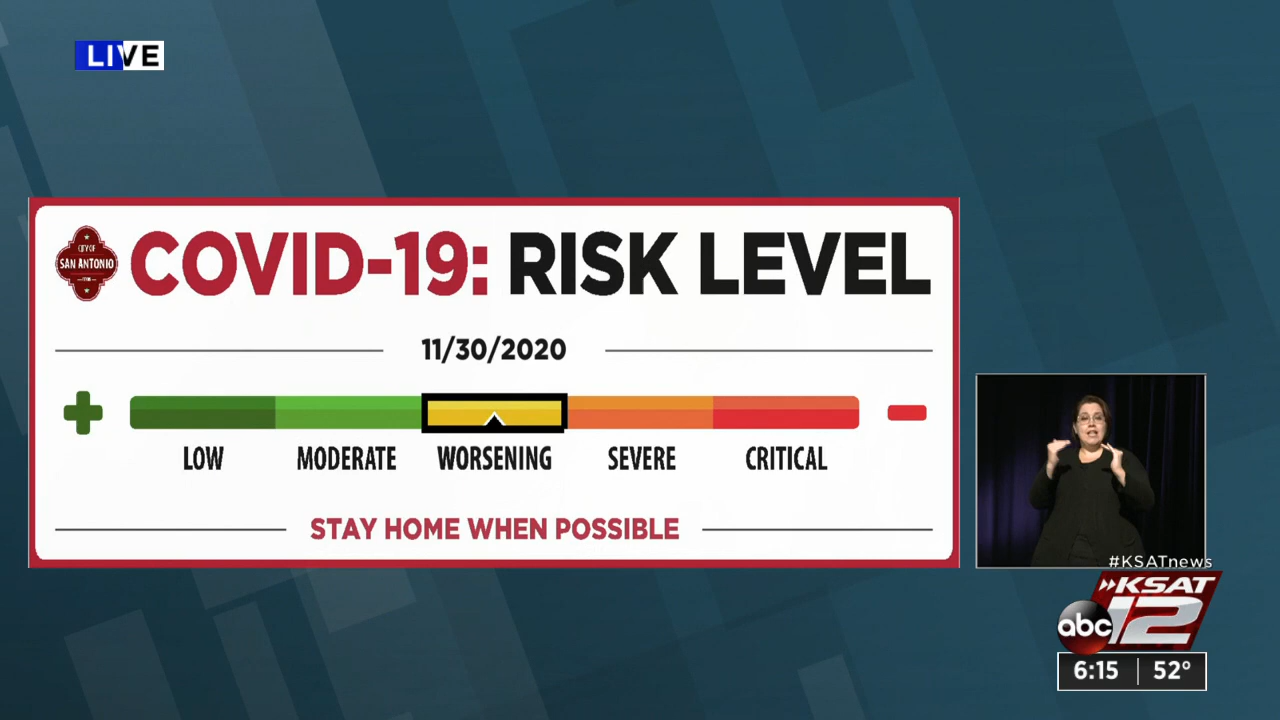 LIVE
CITY OF
SAN ANTONIO
COVID-19: RISK LEVEL
11/30/2020
LOW
MODERATE
WORSENING
SEVERE
CRITICAL
STAY HOME WHEN POSSIBLE
#KSATnews
KSAT
abc 12
6:15 52°